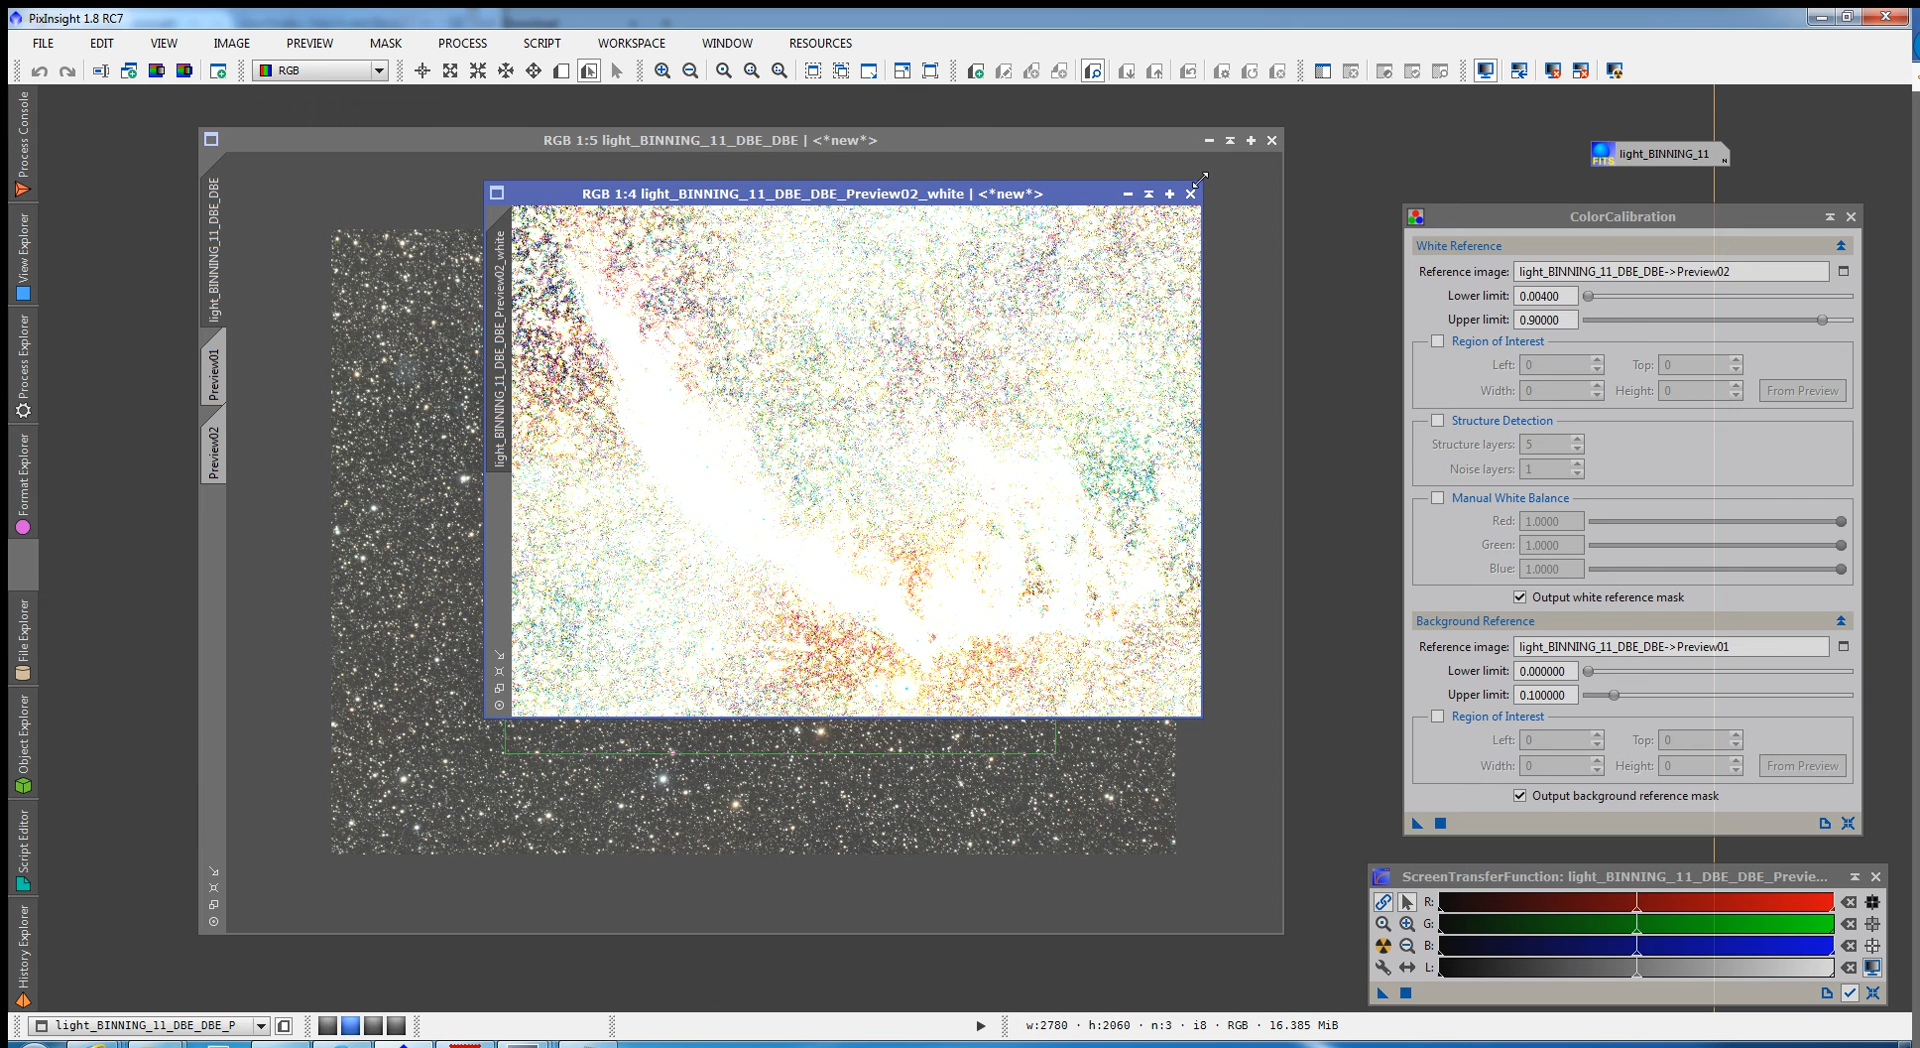 PixInsight 1.8 RC7
FILE EDIT VIEW IMAGE PREVIEW MASK PROCESS SCRIPT WORKSPACE WINDOW RESOURCES
RGB
Process Console
View Explorer
Process Explorer
Format Explorer
File Explorer
Object Explorer
Script Editor
History Explorer
RGB 1:5 light_BINNING_11_DBE_DBE | <*new*>
light_BINNING_11_DBE_DBE
Preview01
Preview02
RGB 1:4 light_BINNING_11_DBE_DBE_Preview02_white | <*new*>
light_BINNING_11_DBE_DBE_Preview02_white
FITS light_BINNING_11
N
ColorCalibration
White Reference
Reference image: light_BINNING_11_DBE_DBE->Preview02
Lower limit: 0.00400
Upper limit: 0.90000
Region of Interest
Left: 0 Top: 0
Width: 0 Height: 0 From Preview
Structure Detection
Structure layers: 5
Noise layers: 1
Manual White Balance
Red: 1.0000
Green: 1.0000
Blue: 1.0000
Output white reference mask
Background Reference
Reference image: light_BINNING_11_DBE_DBE->Preview01
Lower limit: 0.000000
Upper limit: 0.100000
Region of Interest
Left: 0 Top: 0
Width: 0 Height: 0 From Preview
Output background reference mask
ScreenTransferFunction: light_BINNING_11_DBE_DBE_Previe...
R:
G:
B:
L:
light_BINNING_11_DBE_DBE_P
w:2780 · h:2060 · n:3 · i8 · RGB · 16.385 MiB